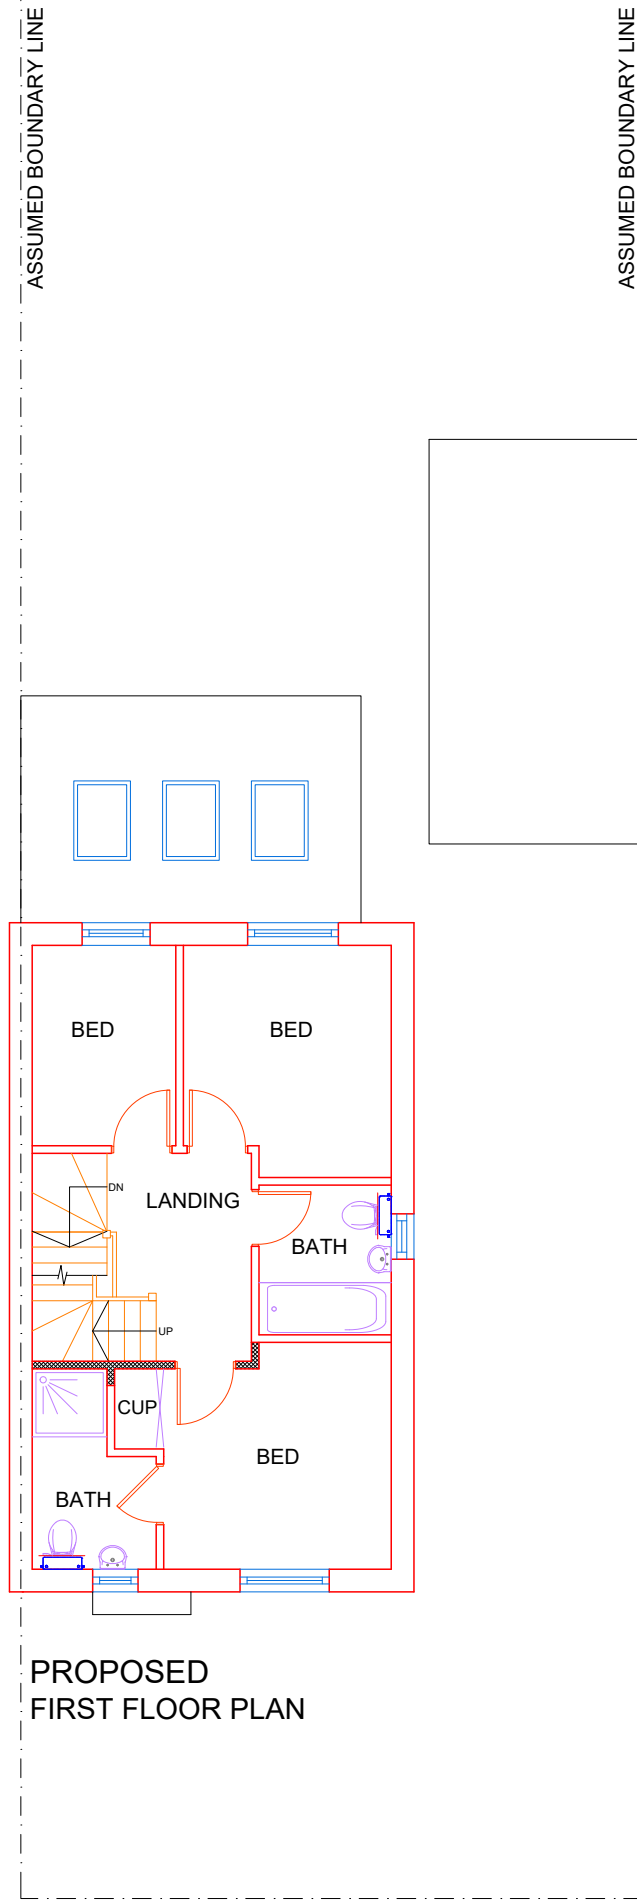 ASSUMED BOUNDARY LINE
ASSUMED BOUNDARY LINE
BED
BED
DN
LANDING
BATH
UP
CUP
BED
BATH
PROPOSED
FIRST FLOOR PLAN